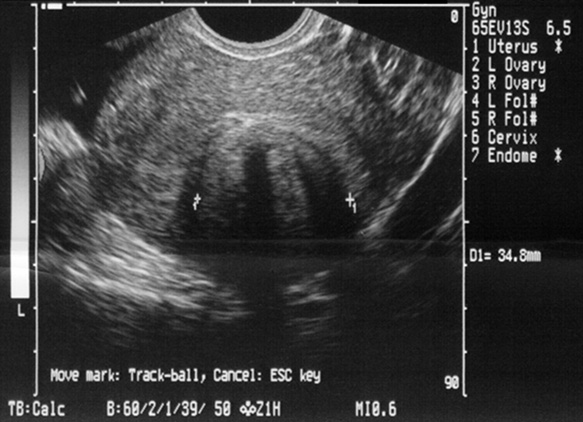 0
Gyn
65EV13S 6.5
1 Uterus *
2 L Ovary
3 R Ovary
4 L Fol#
5 R Fol#
6 Cervix
7 Endome *
1
1
D1= 34.8mm
L
Move mark: Track-ball, Cancel: ESC key
90
TB:Calc B:60/2/1/39/ 50 Z1H MI0.6